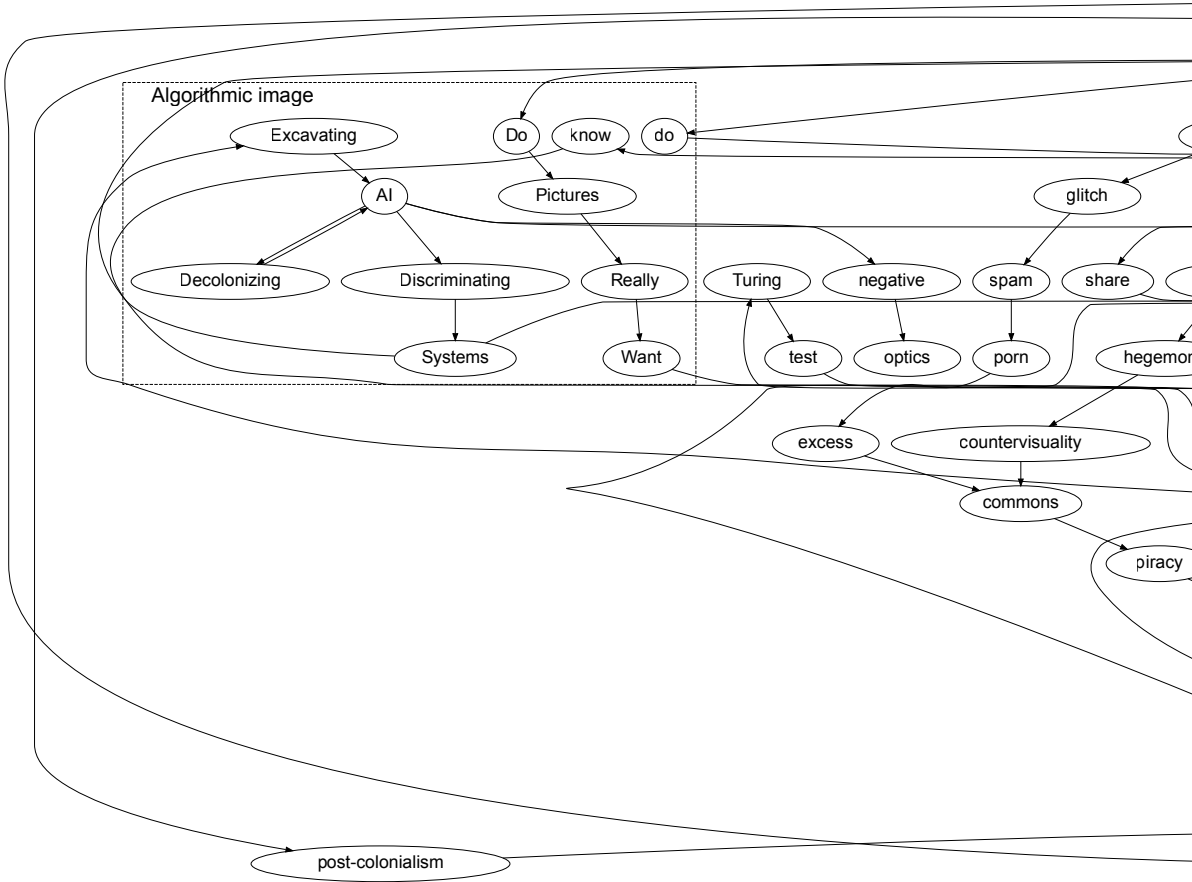 Algorithmic image
Excavating
Do
know
do
AI
Pictures
glitch
Decolonizing
Discriminating
Really
Turing
negative
spam
share
Systems
Want
test
optics
porn
hegemor
excess
countervisuality
commons
piracy
post-colonialism